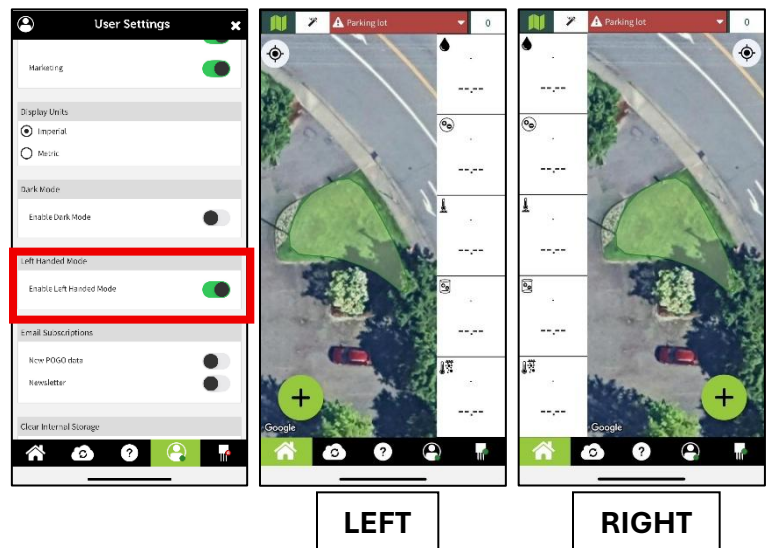 User Settings
Marketing
Display Units
Imperial
Metric
Dark Mode
Enable Dark Mode
Left Handed Mode
Enable Left Handed Mode
Email Subscriptions
New POGO data
Newsletter
Clear Internal Storage
Parking lot
0
--.--
--.--
--.--
--.--
--.--
Google
LEFT
Parking lot
0
--.--
--.--
--.--
--.--
--.--
Google
RIGHT